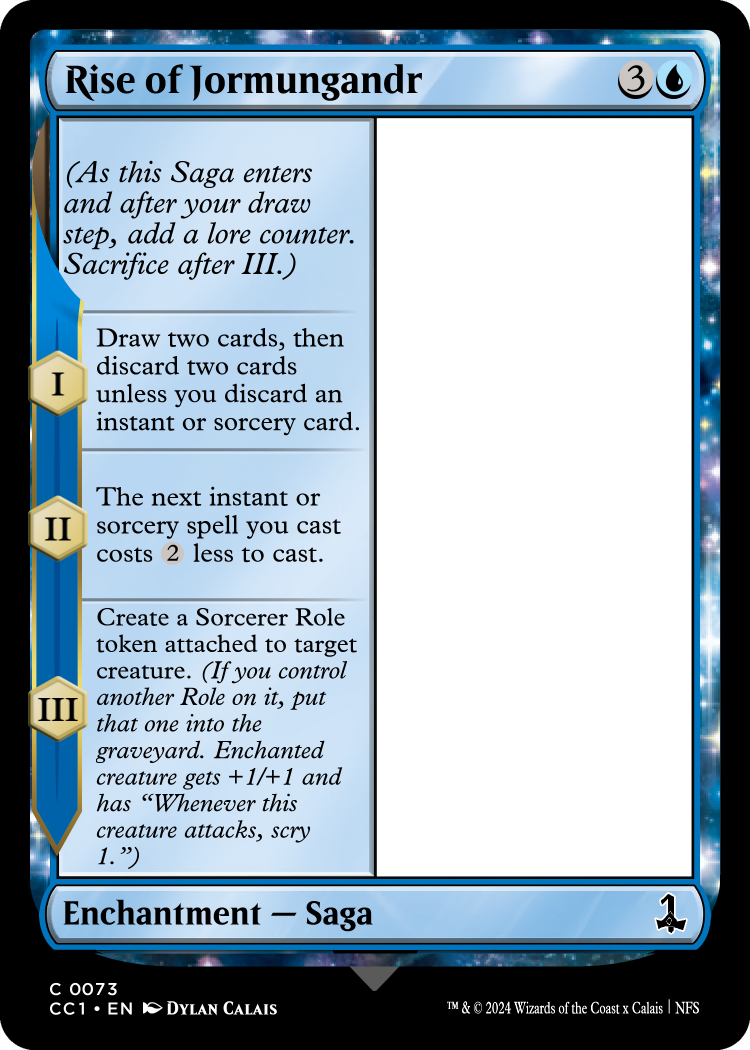 Rise of Jormungandr 3
(As this Saga enters
and after your draw
step, add a lore counter.
Sacrifice after III.)
I
Draw two cards, then
discard two cards
unless you discard an
instant or sorcery card.
II
The next instant or
sorcery spell you cast
costs 2 less to cast.
III
Create a Sorcerer Role
token attached to target
creature. (If you control
another Role on it, put
that one into the
graveyard. Enchanted
creature gets +1/+1 and
has “Whenever this
creature attacks, scry
1.”)
Enchantment — Saga 1
C 0073
CC1 • EN DYLAN CALAIS
™ & © 2024 Wizards of the Coast x Calais | NFS